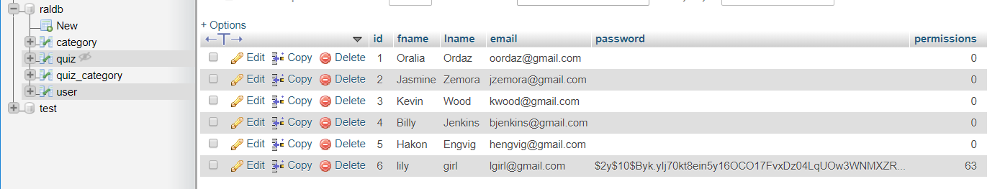 raldb
New
category
quiz
quiz_category
user
test
+ Options
id fname lname email password permissions
Edit Copy Delete 1 Oralia Ordaz oordaz@gmail.com 0
Edit Copy Delete 2 Jasmine Zemora jzemora@gmail.com 0
Edit Copy Delete 3 Kevin Wood kwood@gmail.com 0
Edit Copy Delete 4 Billy Jenkins bjenkins@gmail.com 0
Edit Copy Delete 5 Hakon Engvig hengvig@gmail.com 0
Edit Copy Delete 6 lily girl lgirl@gmail.com $2y$10$Byk.ylj70kt8ein5y16OCO17FvxDz04LqUOw3WNMXZR... 63